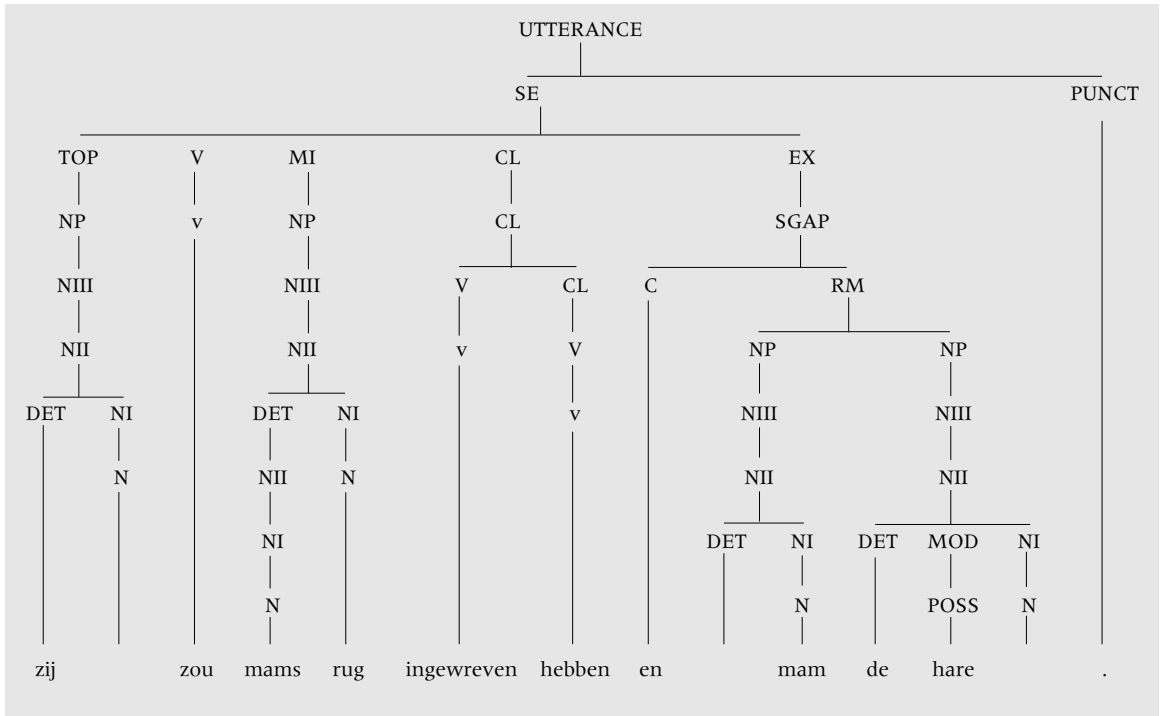 UTTERANCE
SE PUNCT
TOP V MI CL EX
NP v NP CL SGAP
NIII NIII V CL C RM
NII NII v V NP NP
DET NI DET NI v NIII NIII
N NII N NII NII
NI DET NI DET MOD NI
N N POSS N
zij zou mams rug ingewreven hebben en mam de hare .